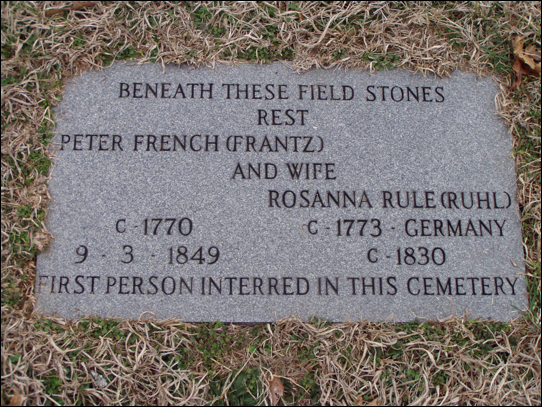 BENEATH THESE FIELD STONES
REST
PETER FRENCH (FRANTZ)
AND WIFE
ROSANNA RULE (RUHL)
C - 1770 C - 1773 - GERMANY
9 - 3 - 1849 C - 1830
FIRST PERSON INTERRED IN THIS CEMETERY